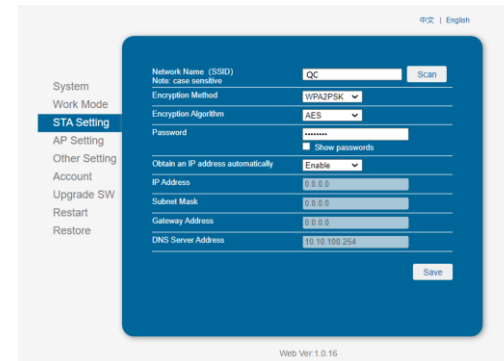 中文 | English
System
Work Mode
STA Setting
AP Setting
Other Setting
Account
Upgrade SW
Restart
Restore
Network Name (SSID)
Note: case sensitive
QC
Scan
Encryption Method
WPA2PSK
Encryption Algorithm
AES
Password
••••••••
Show passwords
Obtain an IP address automatically
Enable
IP Address
0.0.0.0
Subnet Mask
0.0.0.0
Gateway Address
0.0.0.0
DNS Server Address
10.10.100.254
Save
Web Ver:1.0.16